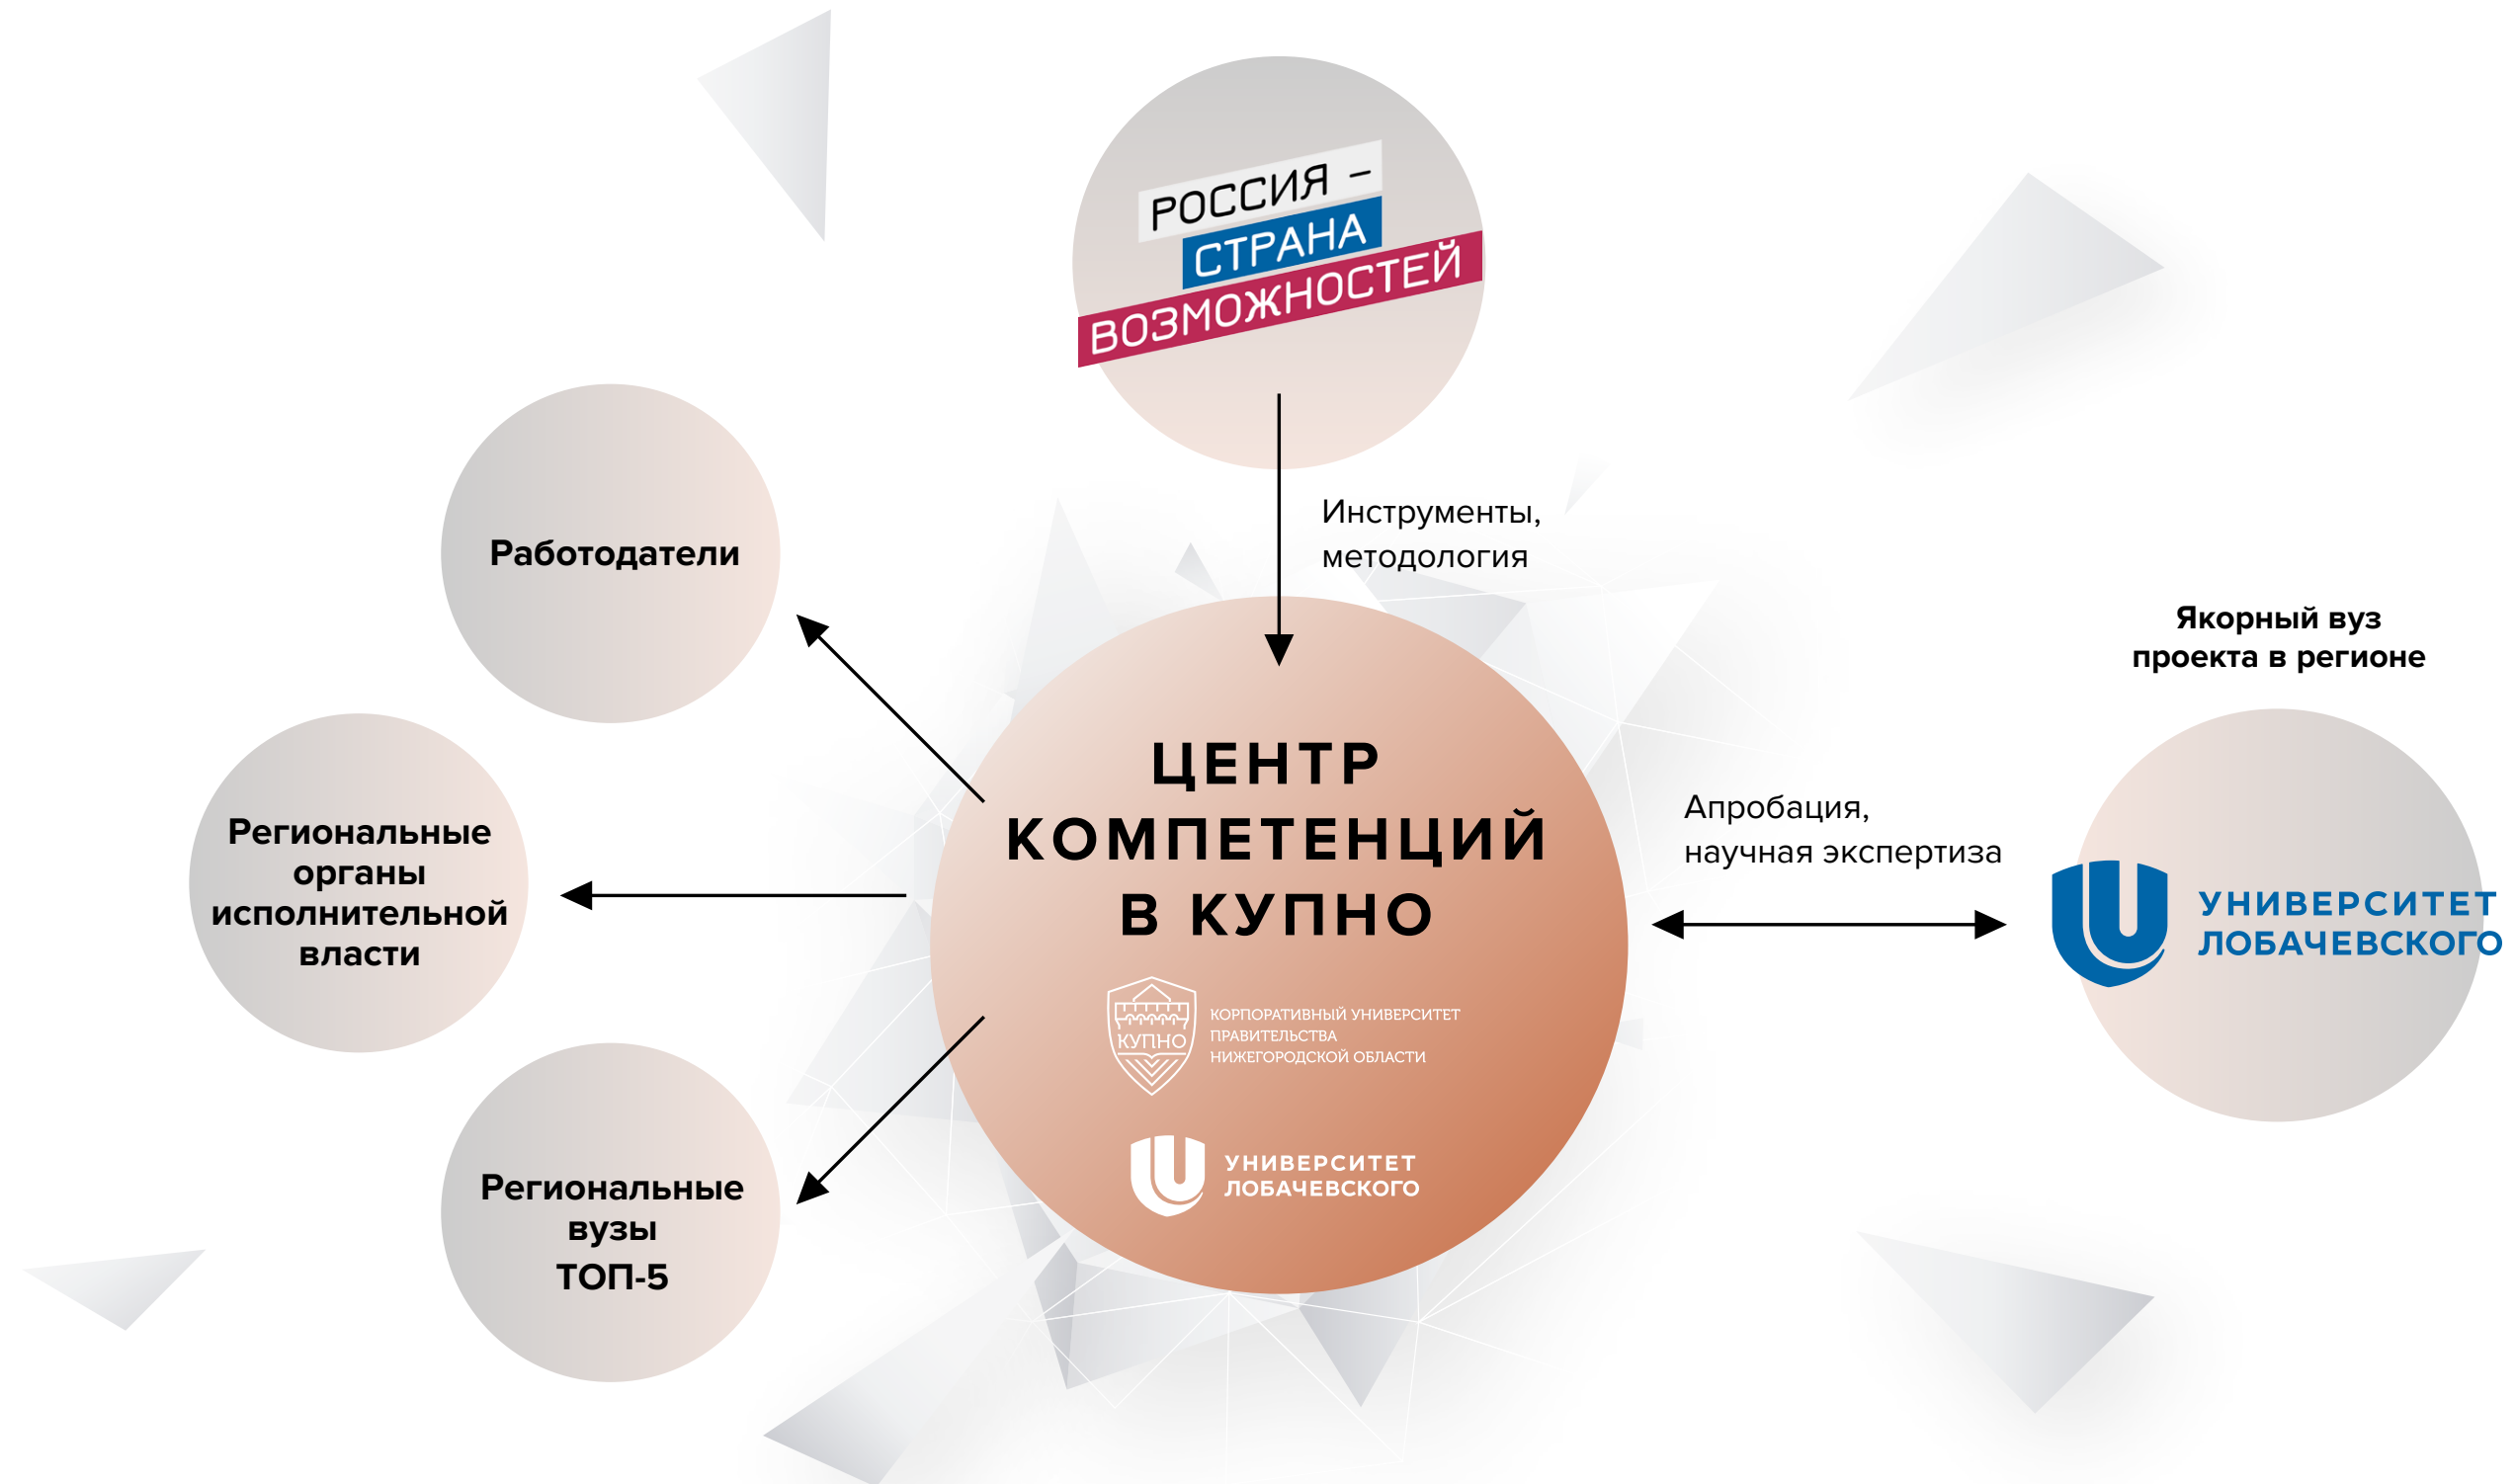 РОССИЯ –
СТРАНА
ВОЗМОЖНОСТЕЙ
Инструменты,
методология
Работодатели
Региональные
органы
исполнительной
власти
Региональные
вузы
ТОП-5
ЦЕНТР
КОМПЕТЕНЦИЙ
В КУПНО
КУПНО
КОРПОРАТИВНЫЙ УНИВЕРСИТЕТ
ПРАВИТЕЛЬСТВА
НИЖЕГОРОДСКОЙ ОБЛАСТИ
УНИВЕРСИТЕТ
ЛОБАЧЕВСКОГО
Апробация,
научная экспертиза
Якорный вуз
проекта в регионе
УНИВЕРСИТЕТ
ЛОБАЧЕВСКОГО